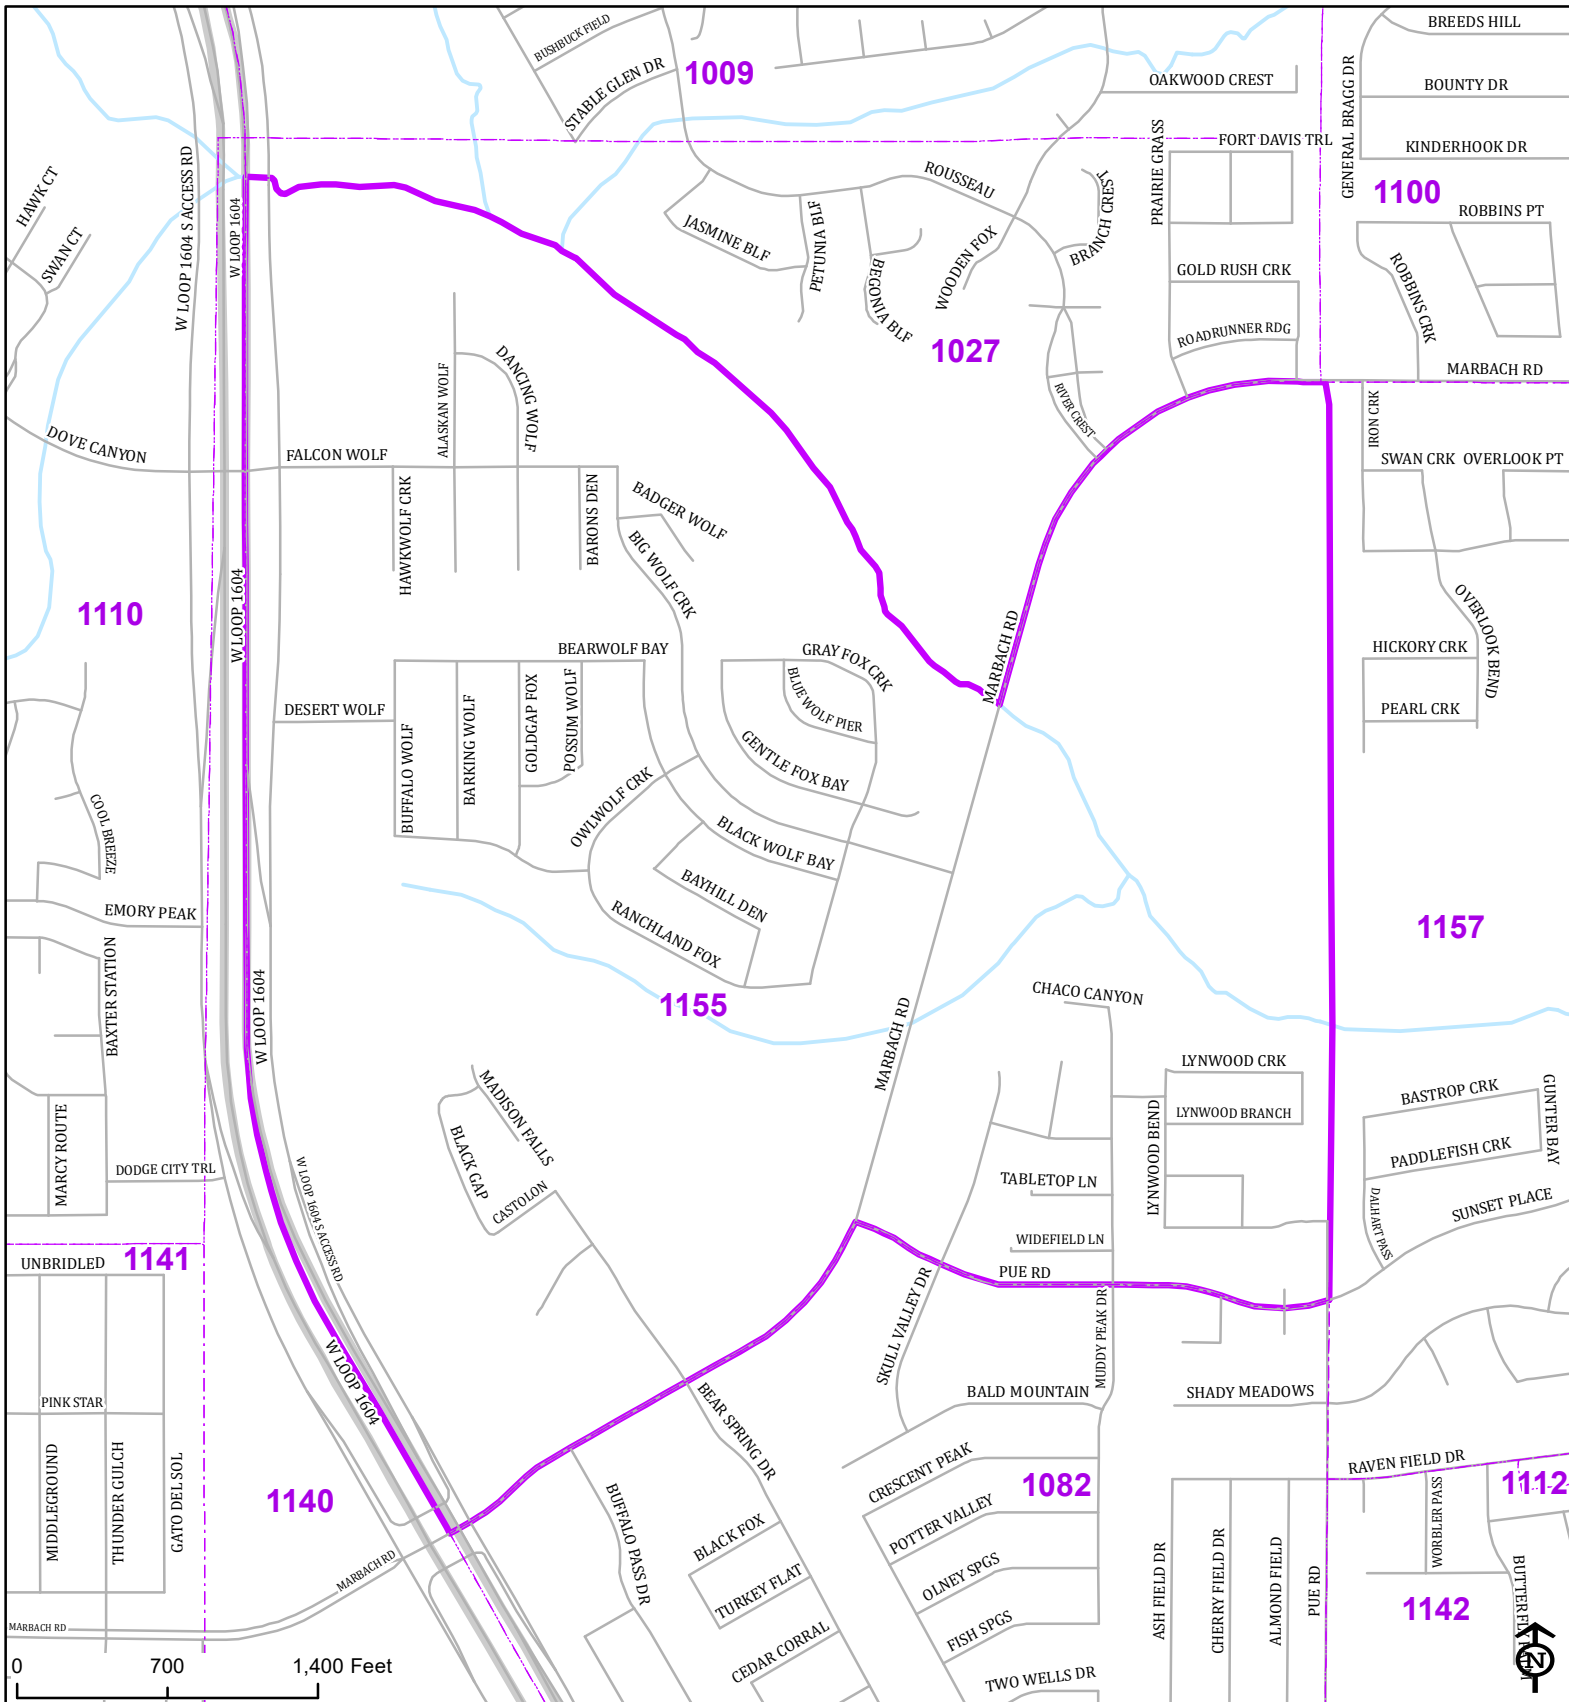 BREEDS HILL
BUSHBUCK FIELD
1009
STABLE GLEN DR
OAKWOOD CREST
GENERAL BRAGG DR
BOUNTY DR
KINDERHOOK DR
PRAIRIE GRASS
FORT DAVIS TRL
1100
ROBBINS PT
HAWK CT
SWAN CT
W LOOP 1604 S ACCESS RD
W LOOP 1604
ROUSSEAU
BRANCH CREST
JASMINE BLF
PETUNIA BLF
BEGONIA BLF
WOODEN FOX
GOLD RUSH CRK
ROBBINS CRK
ROADRUNNER RDG
1027
MARBACH RD
DANCING WOLF
ALASKAN WOLF
RIVER CREST
IRON CRK
DOVE CANYON
FALCON WOLF
SWAN CRK
OVERLOOK PT
HAWKWOLF CRK
BARONS DEN
BADGER WOLF
BIG WOLF CRK
1110
W LOOP 1604
OVERLOOK BEND
BEARWOLF BAY
GRAY FOX CRK
MARBACH RD
HICKORY CRK
BLUE WOLF PIER
DESERT WOLF
BUFFALO WOLF
BARKING WOLF
GOLDGAP FOX
POSSUM WOLF
PEARL CRK
GENTLE FOX BAY
COOL BREEZE
OWLWOLF CRK
BLACK WOLF BAY
BAYHILL DEN
EMORY PEAK
RANCHLAND FOX
1157
BAXTER STATION
W LOOP 1604
1155
CHACO CANYON
MARBACH RD
LYNWOOD CRK
MADISON FALLS
BASTROP CRK
GUNTER BAY
MARCY ROUTE
BLACK GAP
LYNWOOD BEND
LYNWOOD BRANCH
PADDLEFISH CRK
DODGE CITY TRL
W LOOP 1604 S ACCESS RD
CASTOLON
TABLETOP LN
DALHART PASS
SUNSET PLACE
1141
WIDEFIELD LN
UNBRIDLED
SKULL VALLEY DR
PUE RD
MUDDY PEAK DR
W LOOP 1604
BEAR SPRING DR
BALD MOUNTAIN
SHADY MEADOWS
PINK STAR
MIDDLEGROUND
THUNDER GULCH
GATO DEL SOL
1140
CRESCENT PEAK
1082
RAVEN FIELD DR
1112
BUFFALO PASS DR
BLACK FOX
POTTER VALLEY
WORBLER PASS
MARBACH RD
TURKEY FLAT
OLNEY SPGS
ASH FIELD DR
CHERRY FIELD DR
ALMOND FIELD
PUE RD
1142
MARBACH RD
CEDAR CORRAL
FISH SPGS
TWO WELLS DR
N
0 700 1,400 Feet